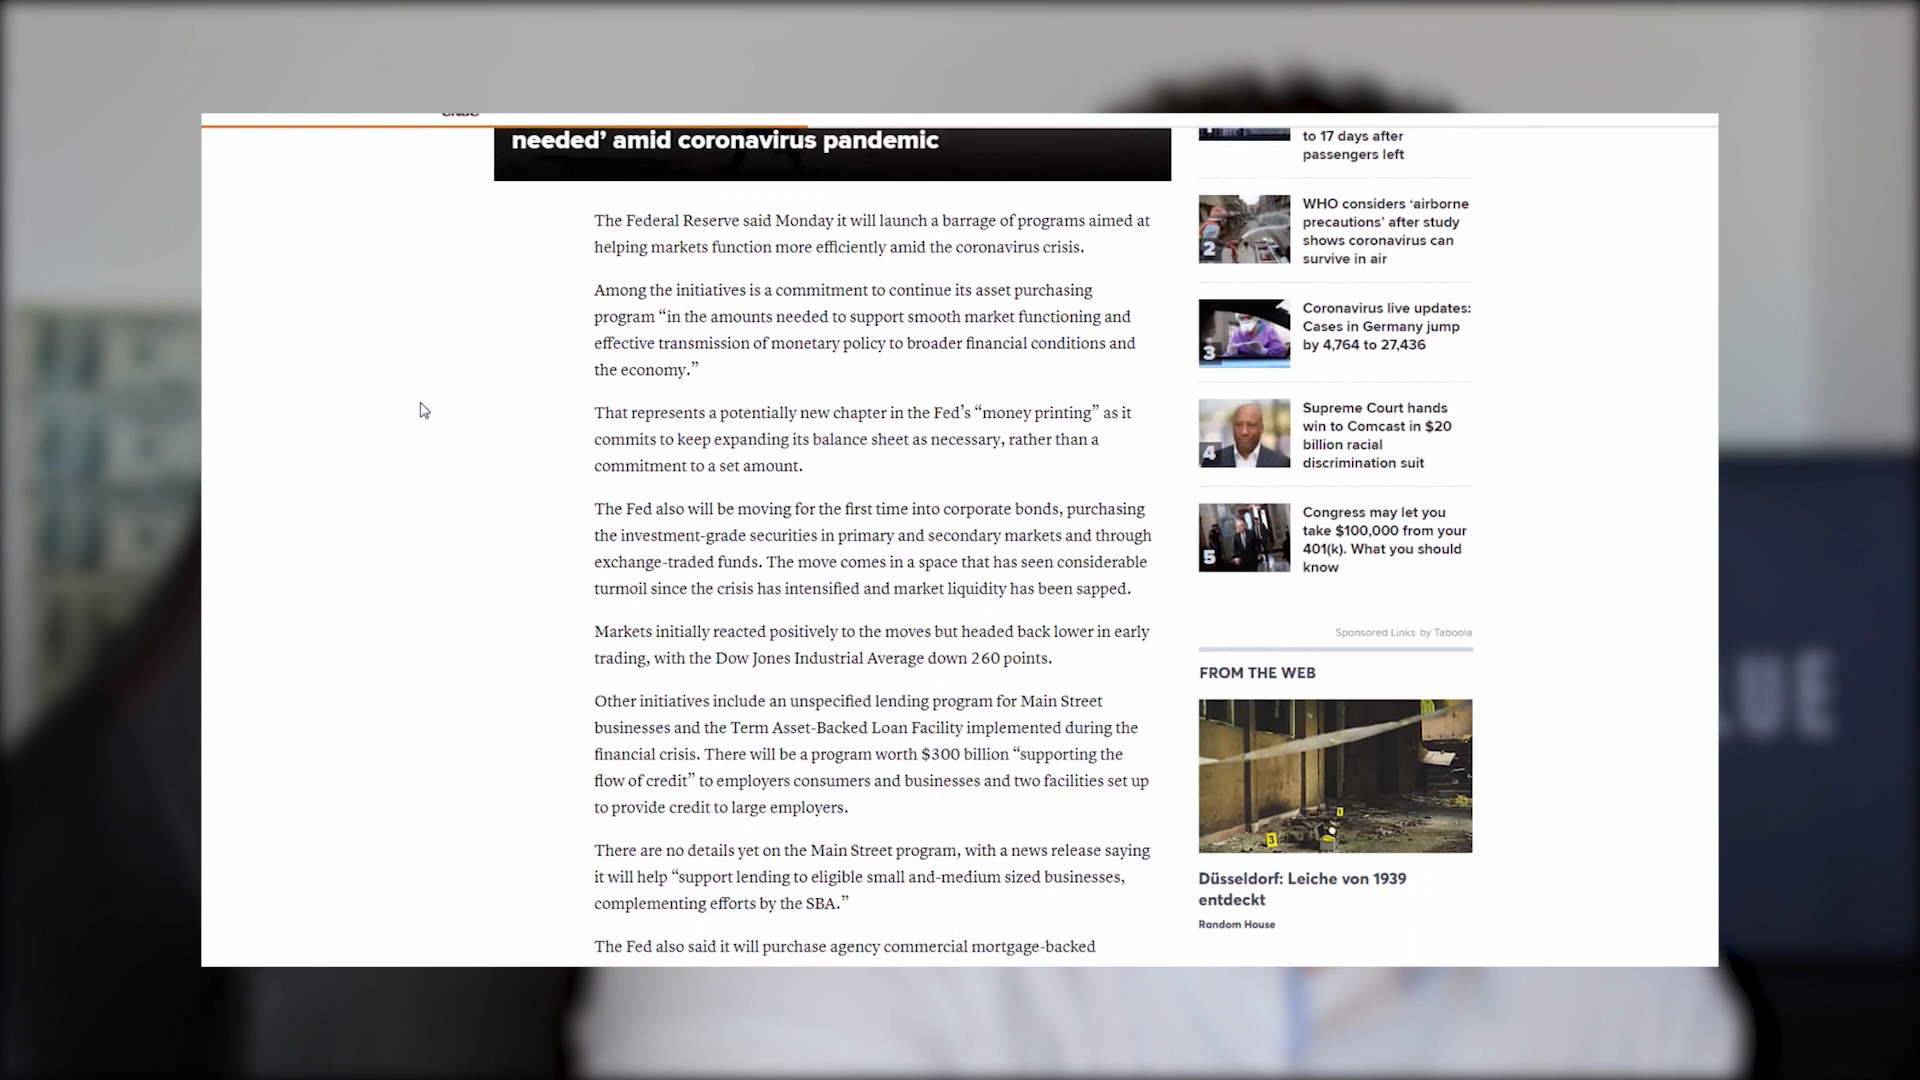 needed’ amid coronavirus pandemic
The Federal Reserve said Monday it will launch a barrage of programs aimed at
helping markets function more efficiently amid the coronavirus crisis.
Among the initiatives is a commitment to continue its asset purchasing
program “in the amounts needed to support smooth market functioning and
effective transmission of monetary policy to broader financial conditions and
the economy.”
That represents a potentially new chapter in the Fed’s “money printing” as it
commits to keep expanding its balance sheet as necessary, rather than a
commitment to a set amount.
The Fed also will be moving for the first time into corporate bonds, purchasing
the investment-grade securities in primary and secondary markets and through
exchange-traded funds. The move comes in a space that has seen considerable
turmoil since the crisis has intensified and market liquidity has been sapped.
Markets initially reacted positively to the moves but headed back lower in early
trading, with the Dow Jones Industrial Average down 260 points.
Other initiatives include an unspecified lending program for Main Street
businesses and the Term Asset-Backed Loan Facility implemented during the
financial crisis. There will be a program worth $300 billion “supporting the
flow of credit” to employers consumers and businesses and two facilities set up
to provide credit to large employers.
There are no details yet on the Main Street program, with a news release saying
it will help “support lending to eligible small and-medium sized businesses,
complementing efforts by the SBA.”
The Fed also said it will purchase agency commercial mortgage-backed
to 17 days after
passengers left
2
WHO considers ‘airborne
precautions’ after study
shows coronavirus can
survive in air
3
Coronavirus live updates:
Cases in Germany jump
by 4,764 to 27,436
4
Supreme Court hands
win to Comcast in $20
billion racial
discrimination suit
5
Congress may let you
take $100,000 from your
401(k). What you should
know
Sponsored Links by Taboola
FROM THE WEB
1
3
Düsseldorf: Leiche von 1939
entdeckt
Random House
LUE